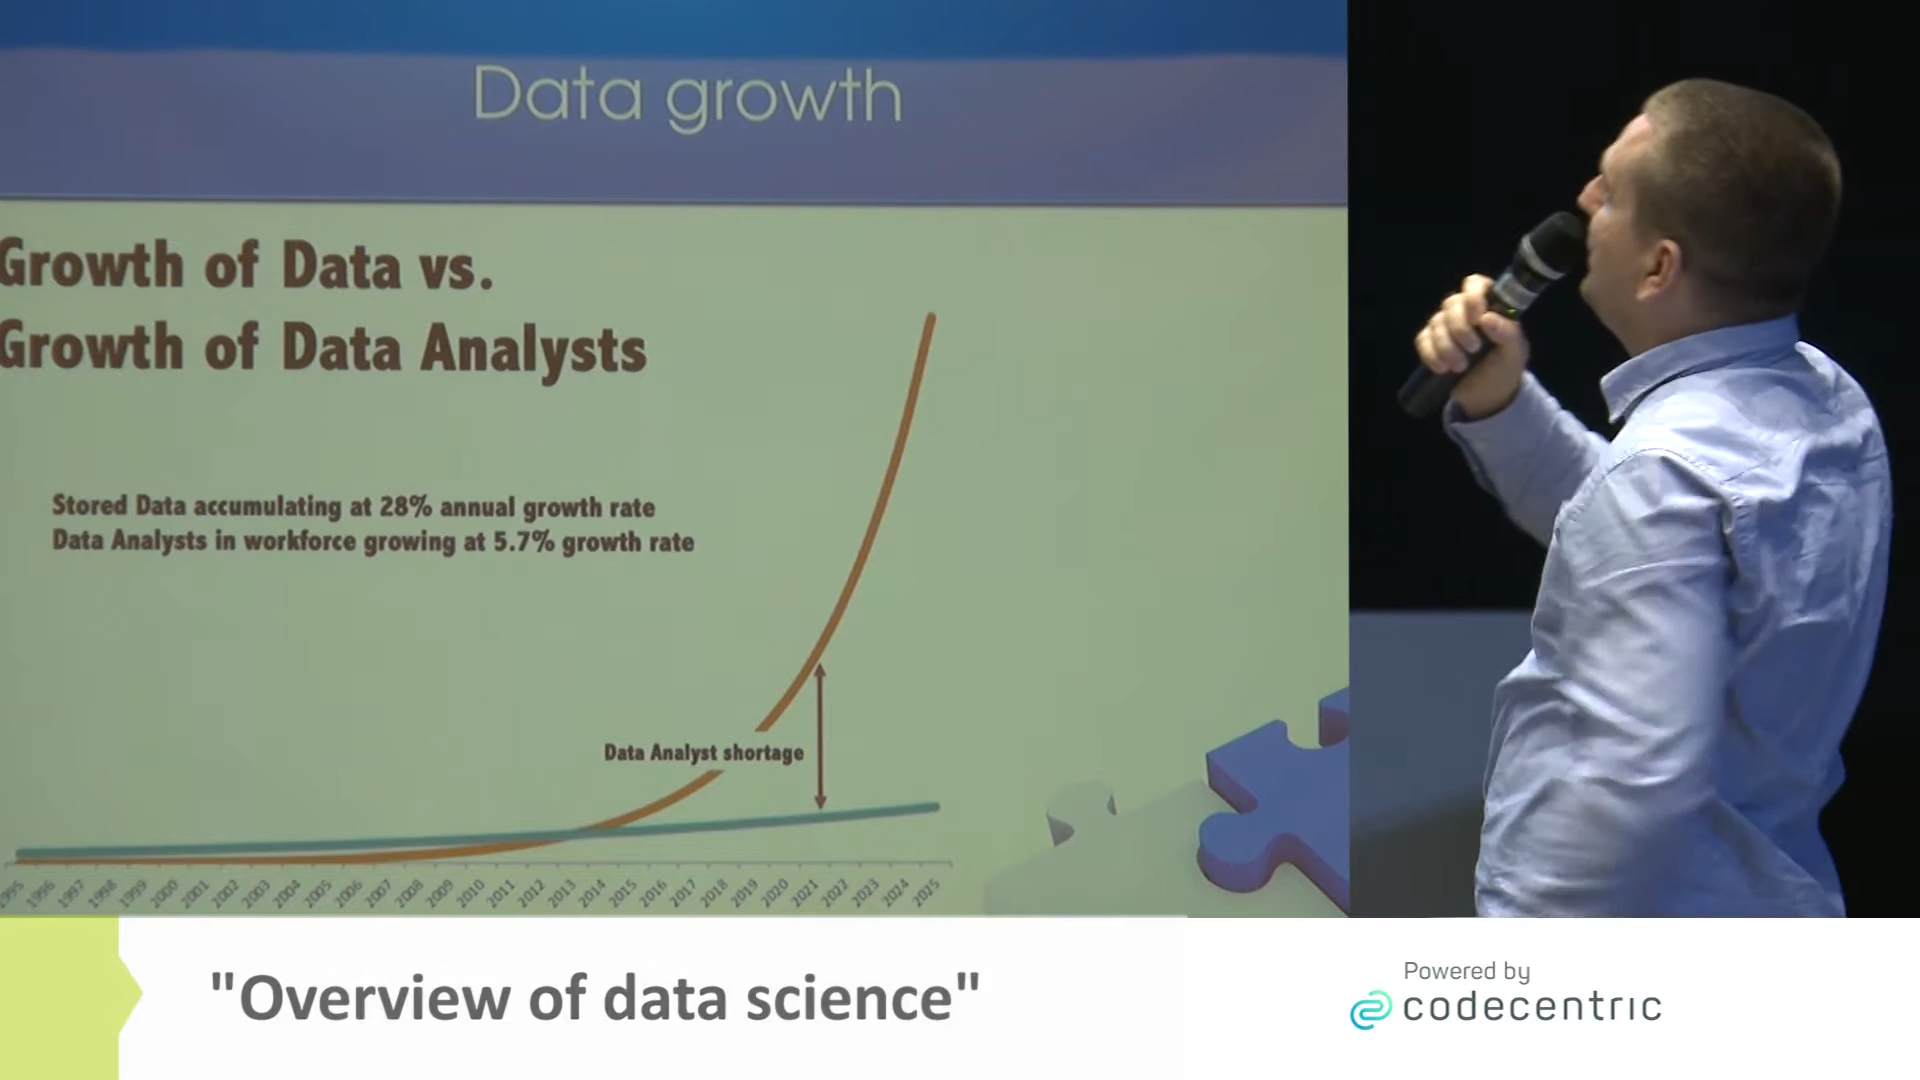 Data growth
Growth of Data vs.
Growth of Data Analysts
Stored Data accumulating at 28% annual growth rate
Data Analysts in workforce growing at 5.7% growth rate
Data Analyst shortage
1995 1996 1997 1998 1999 2000 2001 2002 2003 2004 2005 2006 2007 2008 2009 2010 2011 2012 2013 2014 2015 2016 2017 2018 2019 2020 2021 2022 2023 2024 2025
"Overview of data science"
Powered by
codecentric